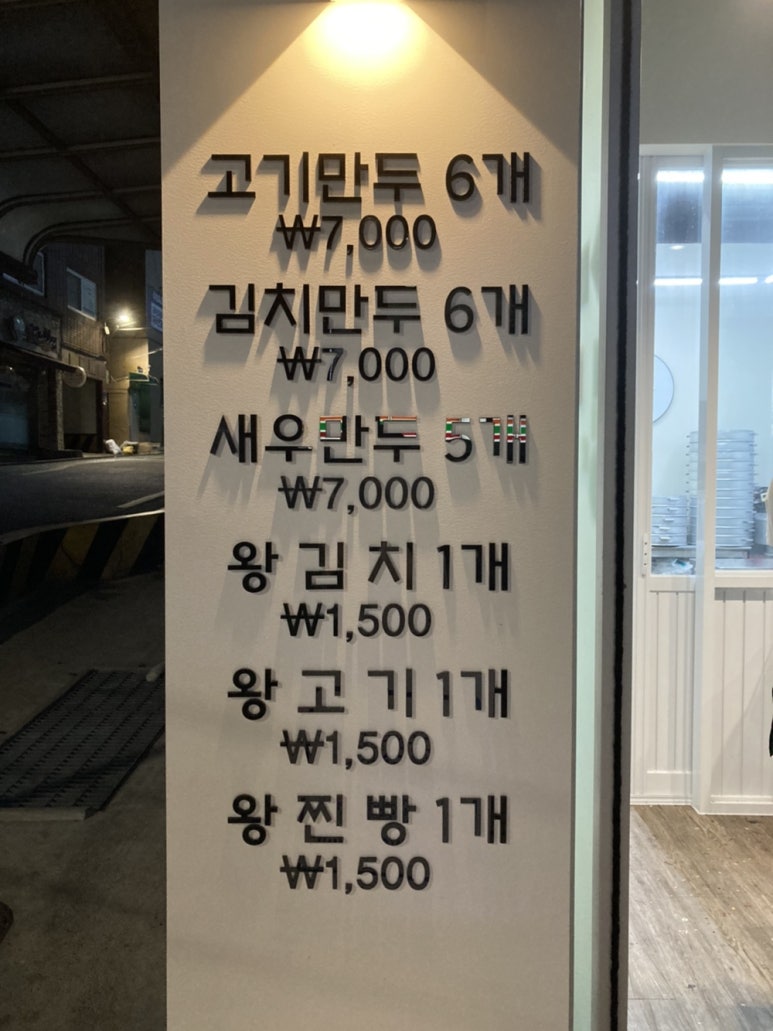 고기만두 6개
₩7,000
김치만두 6개
₩7,000
새우만두 5개
₩7,000
왕 김 치 1개
₩1,500
왕 고 기 1개
₩1,500
왕 찐 빵 1개
₩1,500